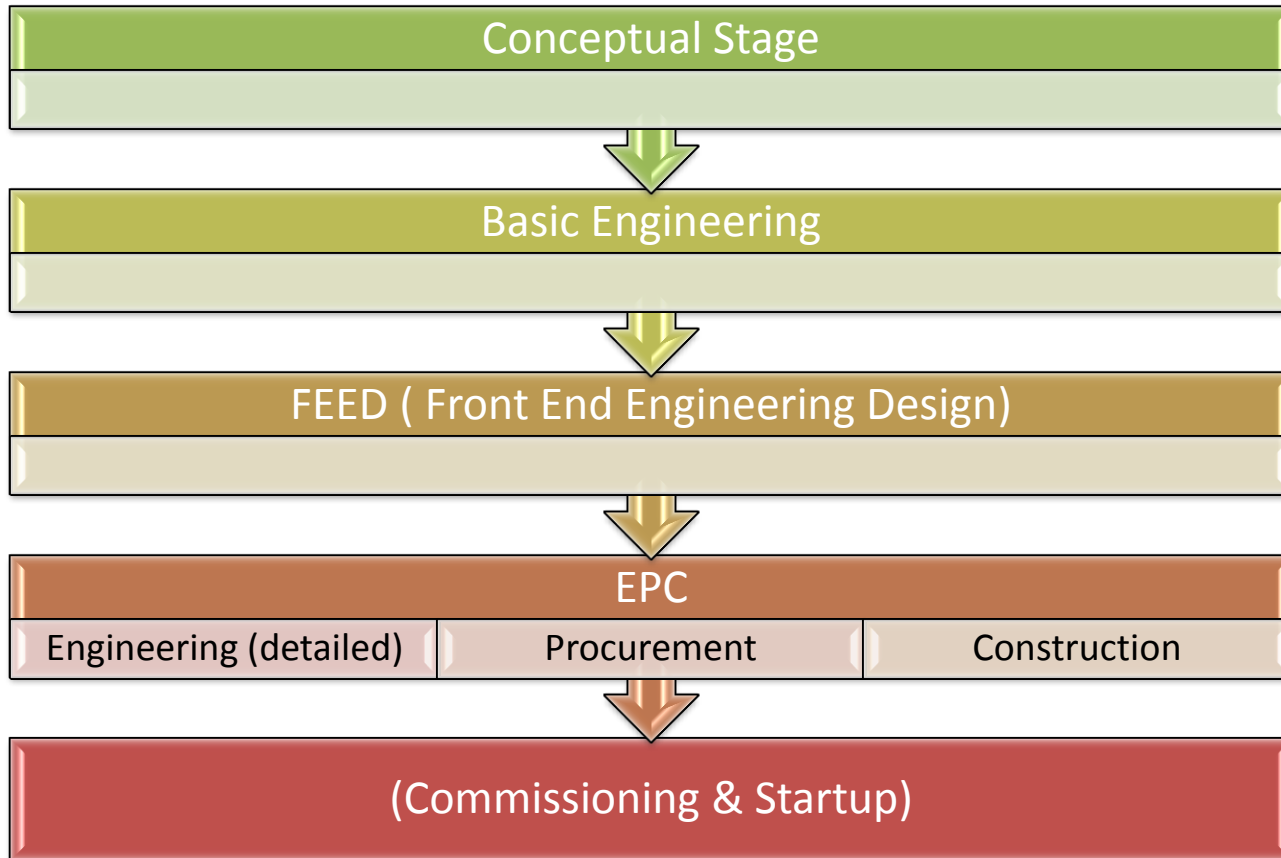 Conceptual Stage
Basic Engineering
FEED ( Front End Engineering Design)
EPC
Engineering (detailed)
Procurement
Construction
(Commissioning & Startup)